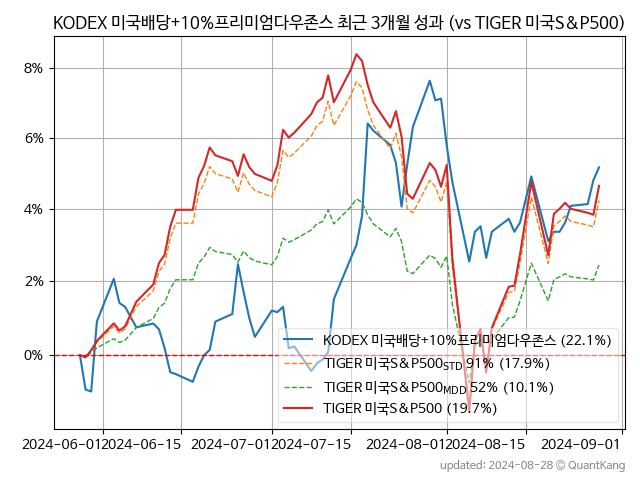 KODEX 미국배당+10%프리미엄다우존스 최근 3개월 성과 (vs TIGER 미국S&P500)
8%
6%
4%
2%
0%
KODEX 미국배당+10%프리미엄다우존스 (22.1%)
TIGER 미국S&P500STD 91% (17.9%)
TIGER 미국S&P500MDD 52% (10.1%)
TIGER 미국S&P500 (19.7%)
2024-06-01 2024-06-15 2024-07-01 2024-07-15 2024-08-01 2024-08-15 2024-09-01
updated: 2024-08-28 © QuantKang